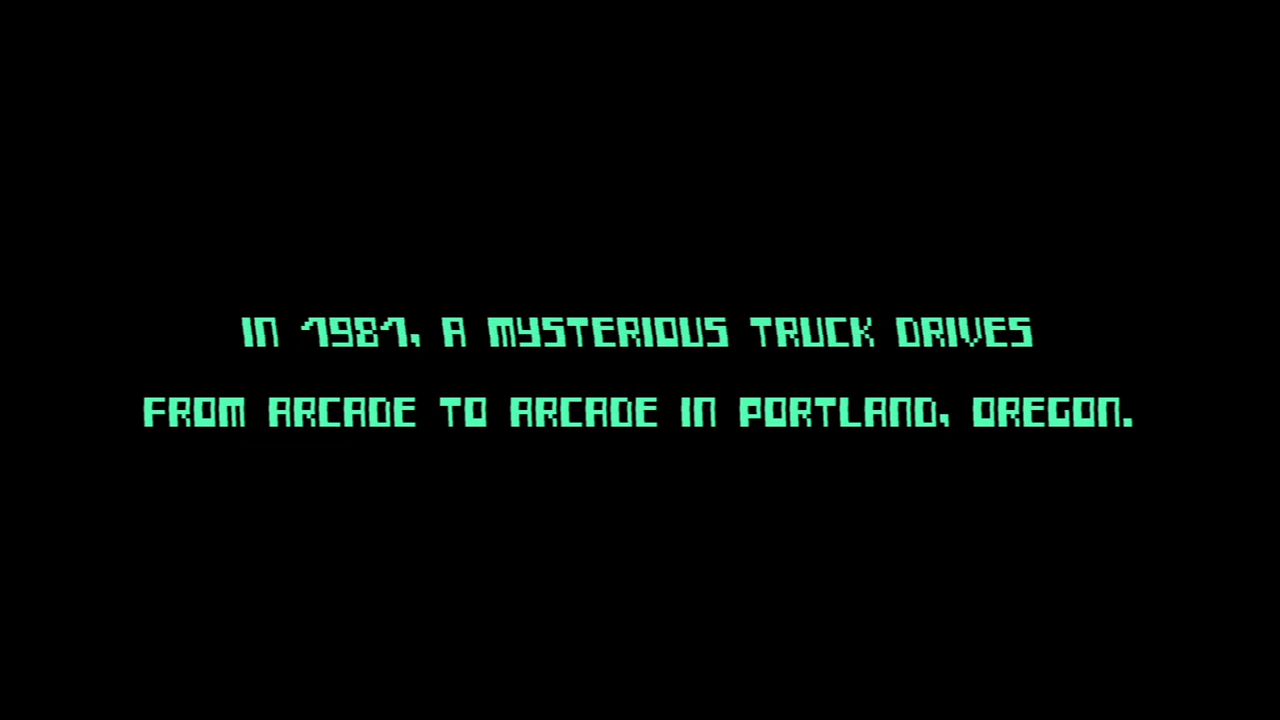 IN 1981, A MYSTERIOUS TRUCK DRIVES
FROM ARCADE TO ARCADE IN PORTLAND, OREGON.